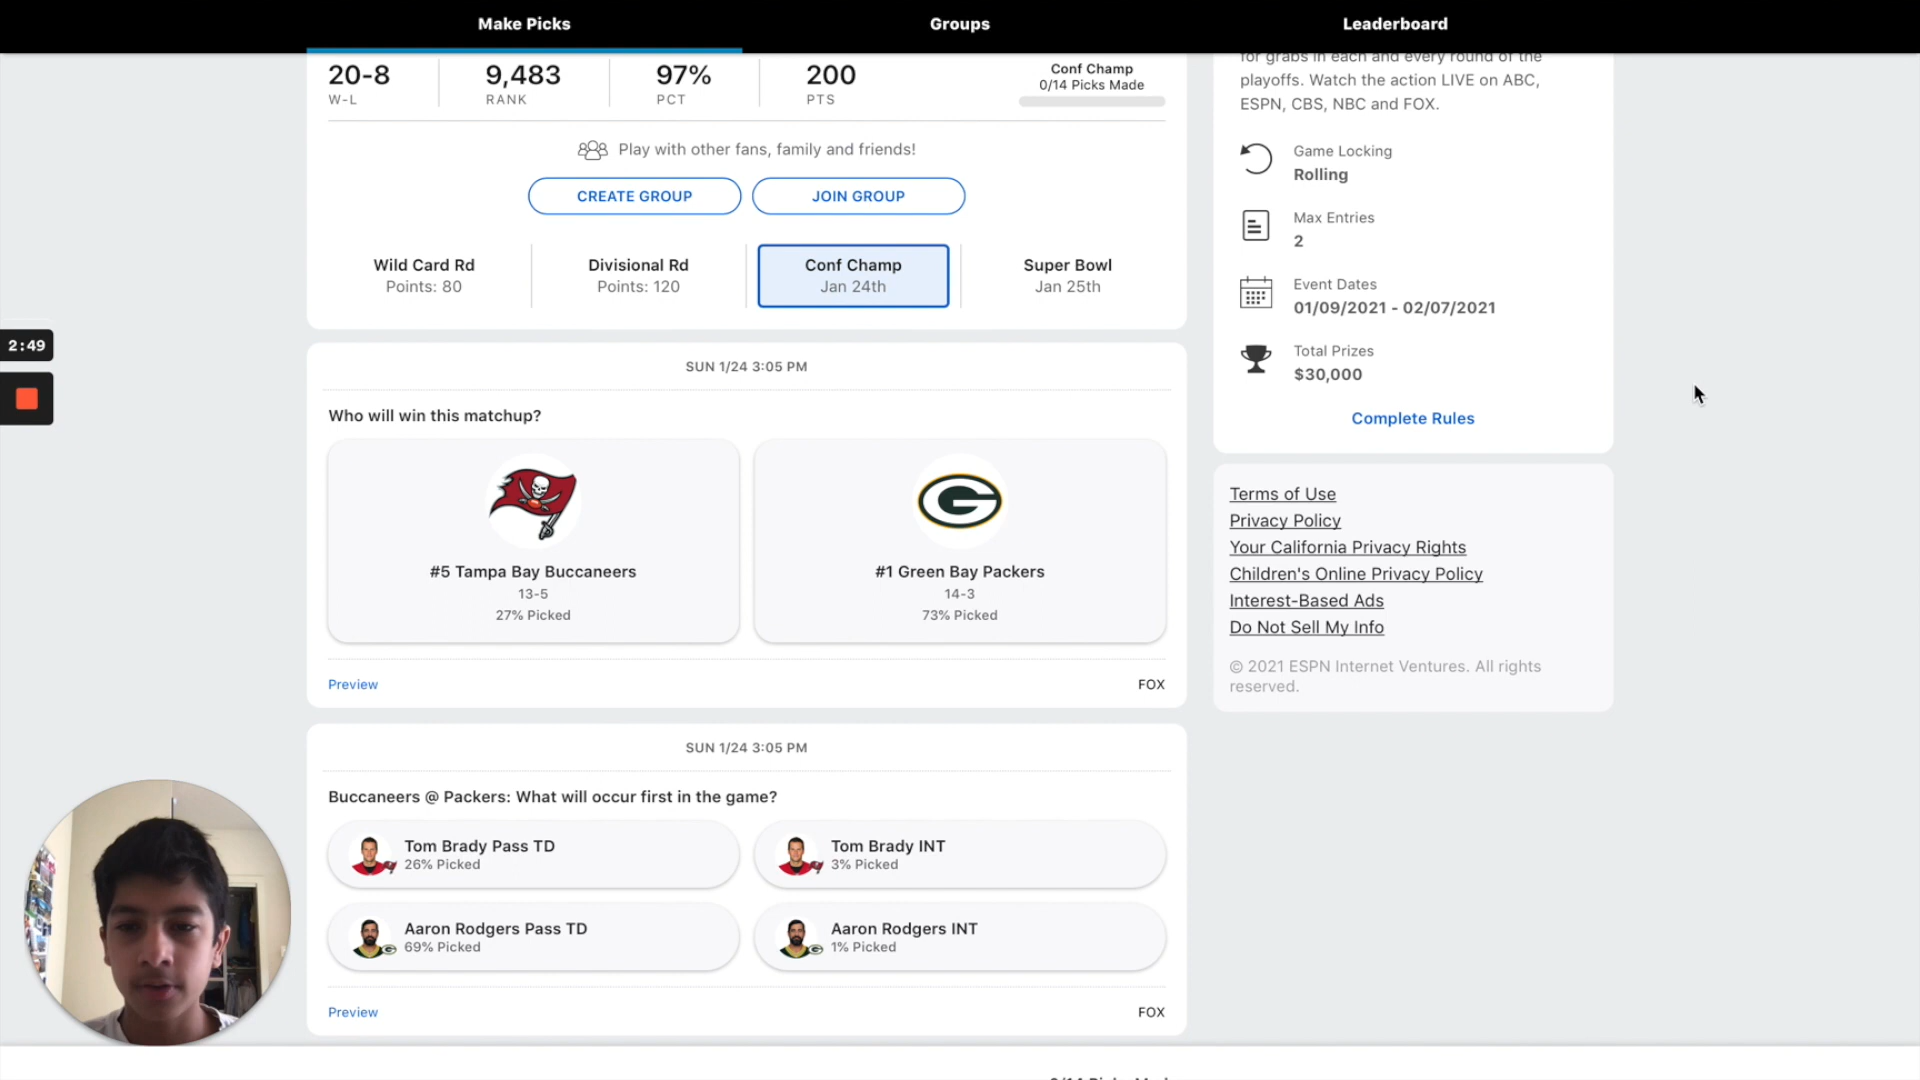 Make Picks
Groups
Leaderboard
20-8
W-L
9,483
RANK
97%
PCT
200
PTS
Conf Champ
0/14 Picks Made
Play with other fans, family and friends!
CREATE GROUP
JOIN GROUP
Wild Card Rd
Points: 80
Divisional Rd
Points: 120
Conf Champ
Jan 24th
Super Bowl
Jan 25th
2:49
SUN 1/24 3:05 PM
Who will win this matchup?
#5 Tampa Bay Buccaneers
13-5
27% Picked
#1 Green Bay Packers
14-3
73% Picked
Preview
FOX
SUN 1/24 3:05 PM
Buccaneers @ Packers: What will occur first in the game?
Tom Brady Pass TD
26% Picked
Tom Brady INT
3% Picked
Aaron Rodgers Pass TD
69% Picked
Aaron Rodgers INT
1% Picked
Preview
FOX
for grabs in each and every round of the
playoffs. Watch the action LIVE on ABC,
ESPN, CBS, NBC and FOX.
Game Locking
Rolling
Max Entries
2
Event Dates
01/09/2021 - 02/07/2021
Total Prizes
$30,000
Complete Rules
Terms of Use
Privacy Policy
Your California Privacy Rights
Children's Online Privacy Policy
Interest-Based Ads
Do Not Sell My Info
© 2021 ESPN Internet Ventures. All rights
reserved.